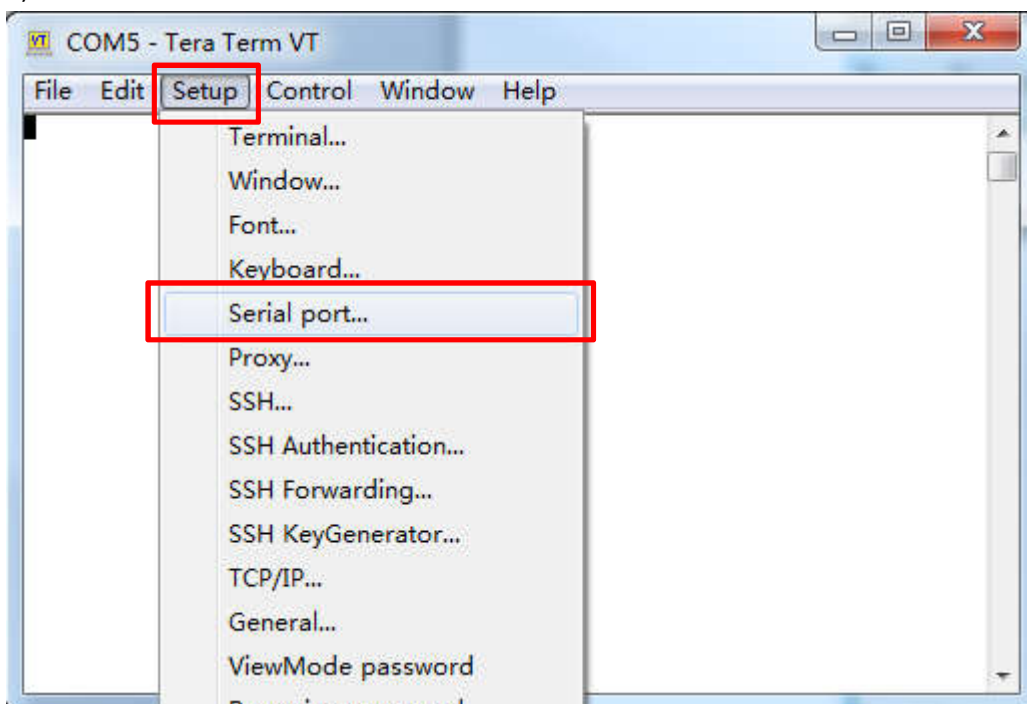 COM5 - Tera Term VT
File Edit Setup Control Window Help
Terminal...
Window...
Font...
Keyboard...
Serial port...
Proxy...
SSH...
SSH Authentication...
SSH Forwarding...
SSH KeyGenerator...
TCP/IP...
General...
ViewMode password